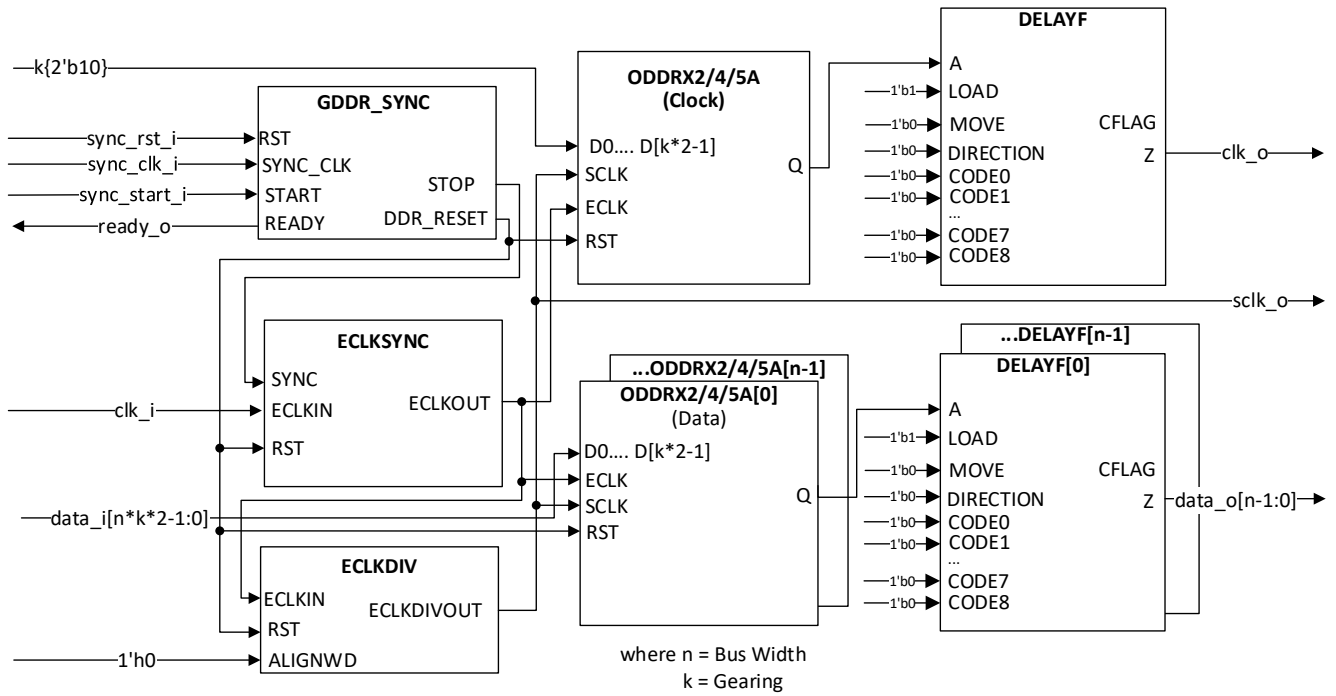 k{2'b10}
sync_rst_i
sync_clk_i
sync_start_i
ready_o
GDDR_SYNC
RST
SYNC_CLK
START
READY
STOP
DDR_RESET
ODDRX2/4/5A
(Clock)
D0.... D[k*2-1]
SCLK
ECLK
RST
Q
DELAYF
A
1'b1
LOAD
1'b0
MOVE
1'b0
DIRECTION
1'b0
CODE0
1'b0
CODE1
...
1'b0
CODE7
1'b0
CODE8
CFLAG
Z
clk_o
sclk_o
clk_i
ECLKSYNC
SYNC
ECLKIN
RST
ECLKOUT
data_i[n*k*2-1:0]
...ODDRX2/4/5A[n-1]
ODDRX2/4/5A[0]
(Data)
D0.... D[k*2-1]
ECLK
SCLK
RST
Q
...DELAYF[n-1]
DELAYF[0]
A
1'b1
LOAD
1'b0
MOVE
1'b0
DIRECTION
1'b0
CODE0
1'b0
CODE1
...
1'b0
CODE7
1'b0
CODE8
CFLAG
Z
data_o[n-1:0]
ECLKDIV
ECLKIN
RST
ALIGNWD
ECLKDIVOUT
1'h0
where n = Bus Width
k = Gearing